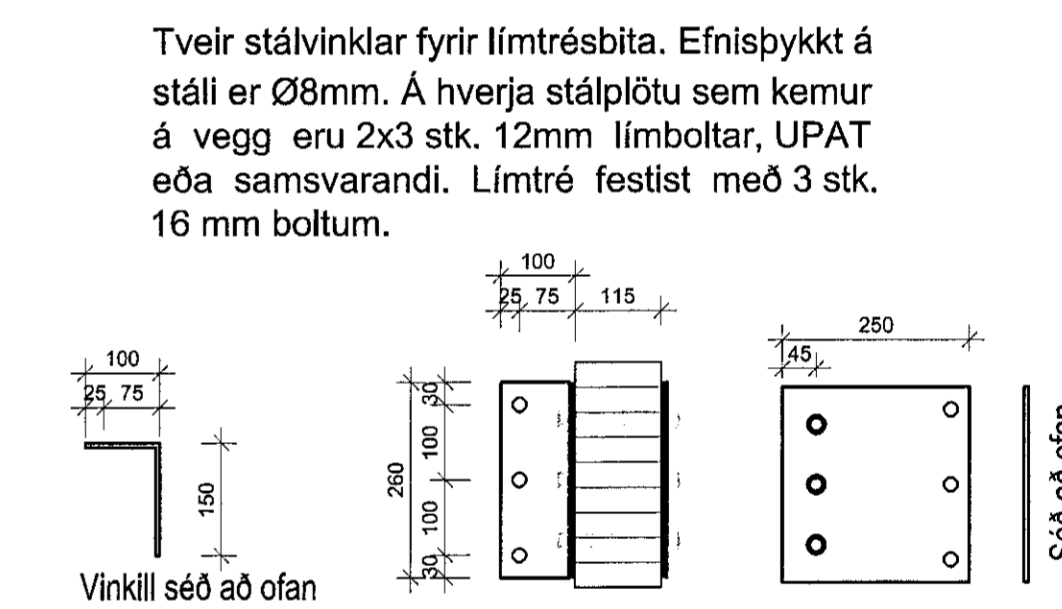 Tveir stálvinklar fyrir límtrésbita. Efnisþykkt á
stáli er Ø8mm. Á hverja stálplötu sem kemur
á vegg eru 2x3 stk. 12mm límboltar, UPAT
eða samsvarandi. Límtré festist með 3 stk.
16 mm boltum.
100
25 75
150
Vinkill séð að ofan
100
25 75 115
260
30
100
100
30
250
45
Séð að ofan